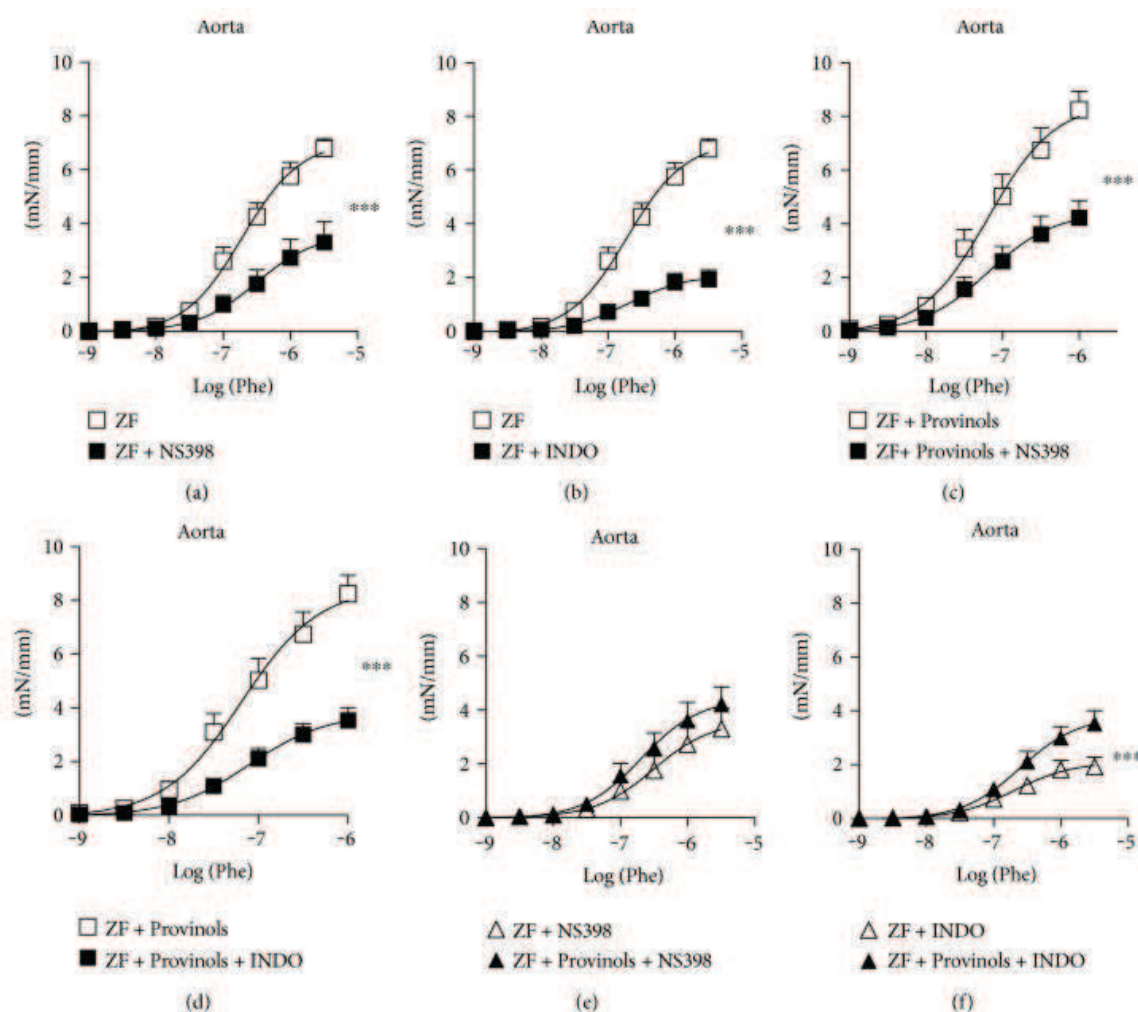 Aorta
10
8
6
4
2
0
(mN/mm)
-9 -8 -7 -6 -5
Log (Phe)
***
ZF
ZF + NS398
(a)
Aorta
10
8
6
4
2
0
(mN/mm)
-9 -8 -7 -6 -5
Log (Phe)
***
ZF
ZF + INDO
(b)
Aorta
10
8
6
4
2
0
(mN/mm)
-9 -8 -7 -6
Log (Phe)
***
ZF + Provinols
ZF+ Provinols + NS398
(c)
Aorta
10
8
6
4
2
0
(mN/mm)
-9 -8 -7 -6
Log (Phe)
***
ZF + Provinols
ZF + Provinols + INDO
(d)
Aorta
10
8
6
4
2
0
(mN/mm)
-9 -8 -7 -6 -5
Log (Phe)
ZF + NS398
ZF + Provinols + NS398
(e)
Aorta
10
8
6
4
2
0
(mN/mm)
-9 -8 -7 -6 -5
Log (Phe)
***
ZF + INDO
ZF + Provinols + INDO
(f)